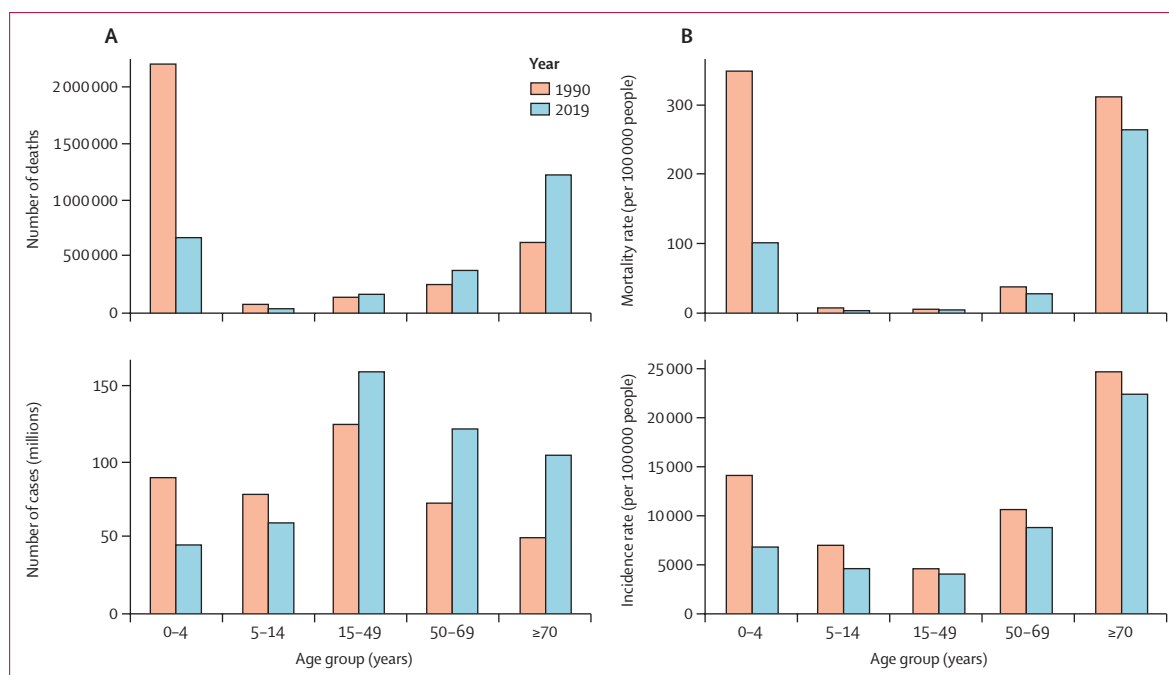 A
B
Year
1990
2019
Number of deaths
2 000 000
1 500 000
1 000 000
500 000
0
Mortality rate (per 100 000 people)
300
200
100
0
Number of cases (millions)
150
100
50
0
0–4
5–14
15–49
50–69
≥70
Age group (years)
Incidence rate (per 100 000 people)
25 000
20 000
15 000
10 000
5000
0
0–4
5–14
15–49
50–69
≥70
Age group (years)